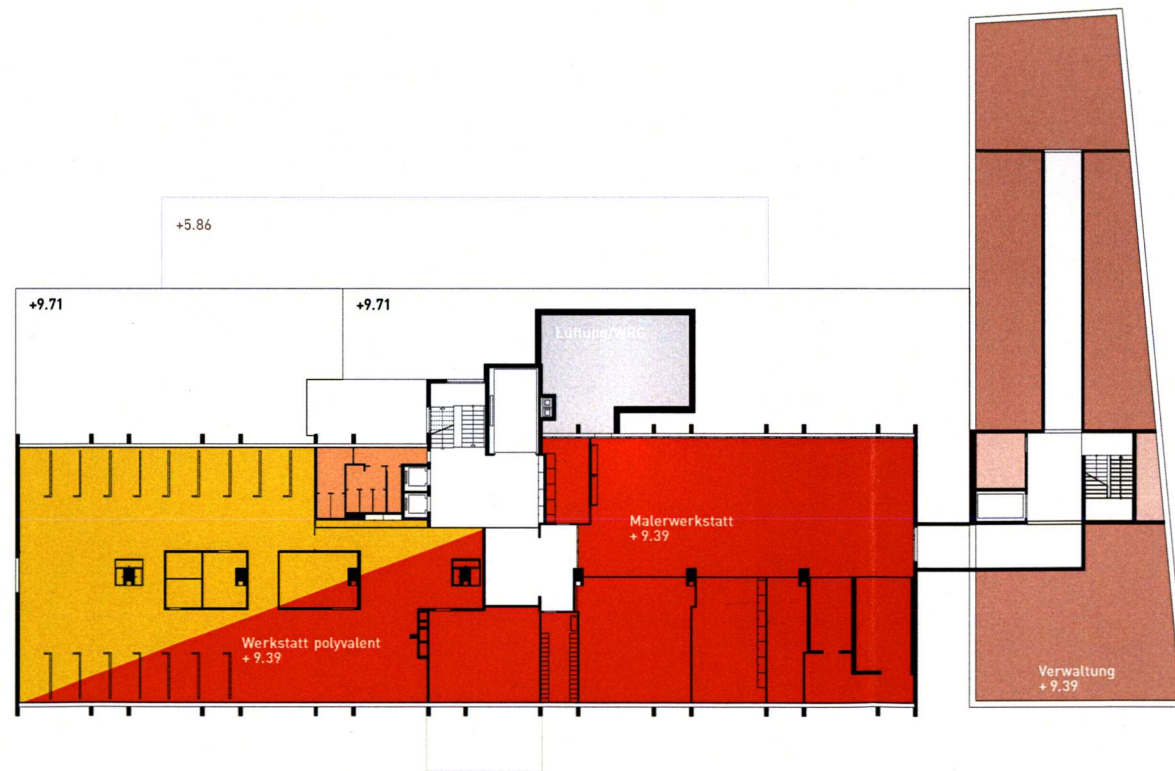 +5.86
+9.71
+9.71
Lüftung/WRG
Malerwerkstatt
+ 9.39
Werkstatt polyvalent
+ 9.39
Verwaltung
+ 9.39